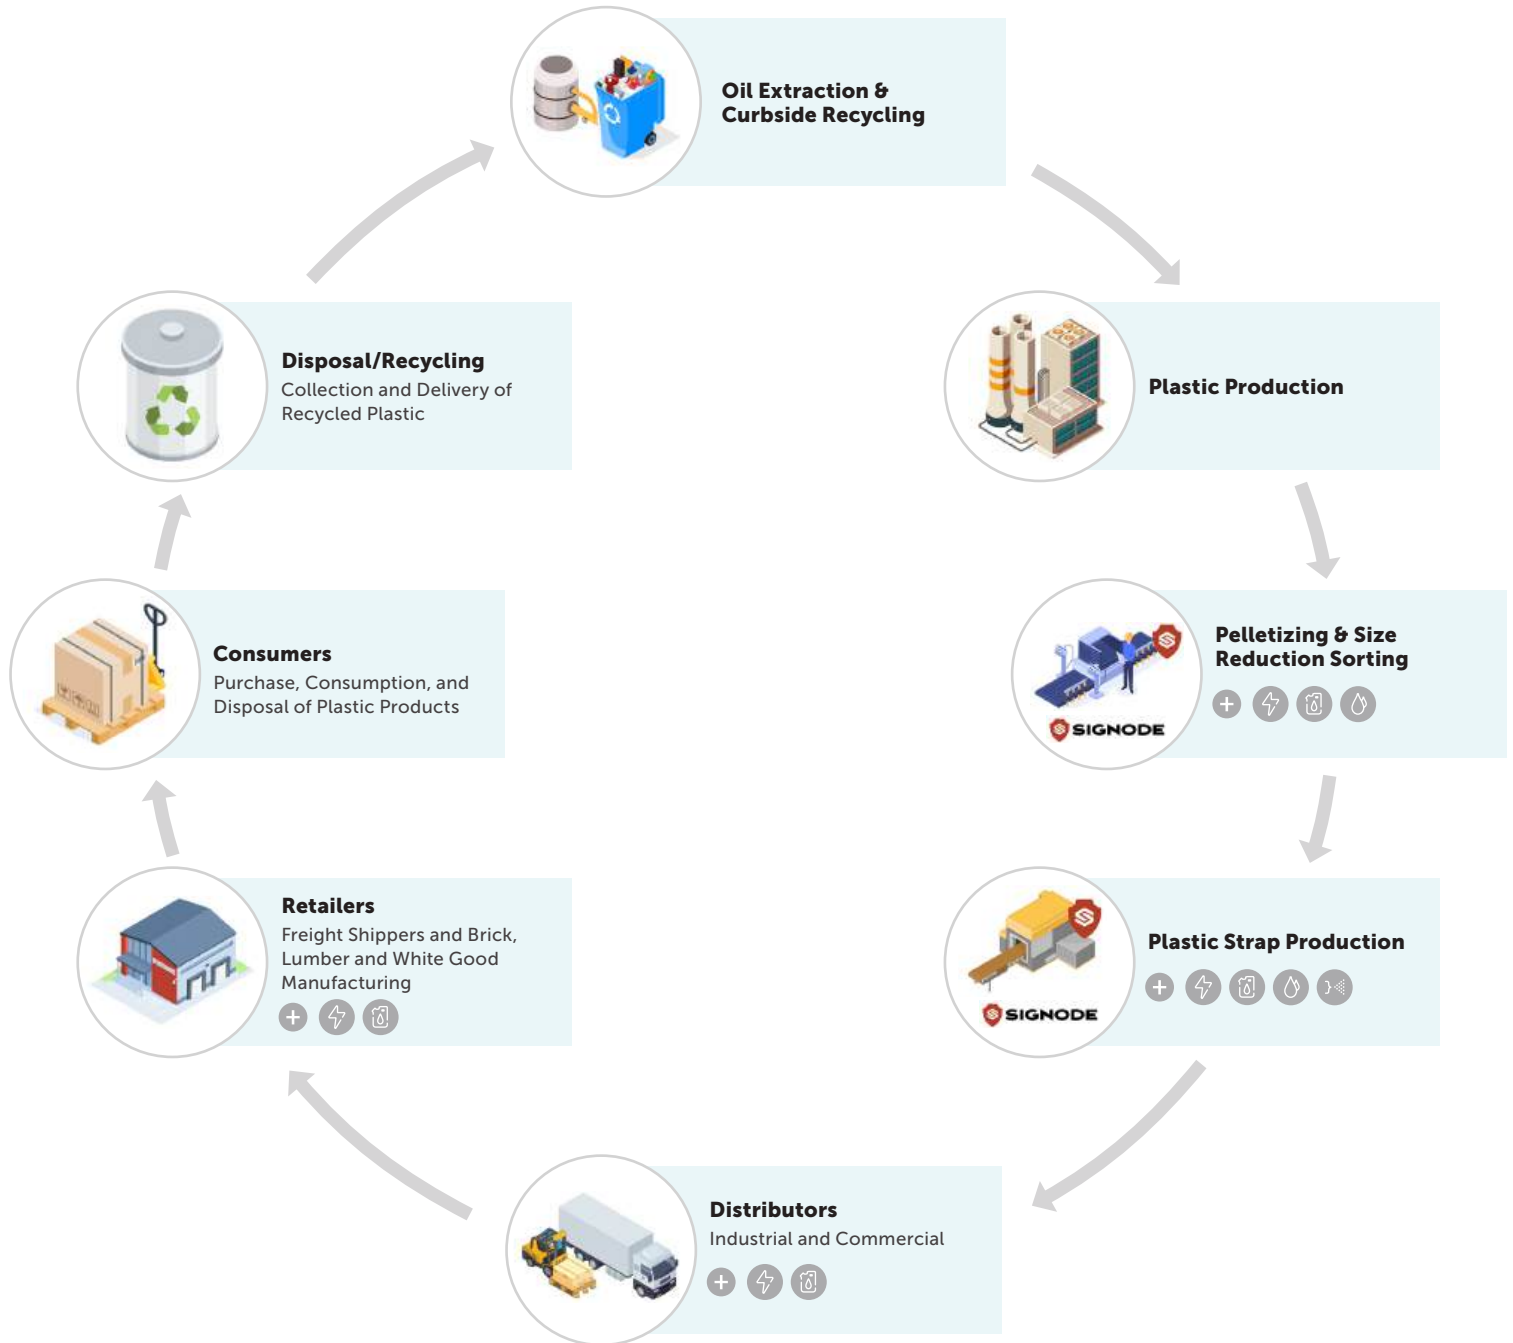 Oil Extraction &
Curbside Recycling
Plastic Production
Pelletizing & Size
Reduction Sorting
SIGNODE
Plastic Strap Production
SIGNODE
Distributors
Industrial and Commercial
Retailers
Freight Shippers and Brick,
Lumber and White Good
Manufacturing
Consumers
Purchase, Consumption, and
Disposal of Plastic Products
Disposal/Recycling
Collection and Delivery of
Recycled Plastic